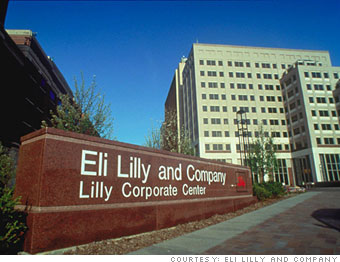 Eli Lilly and Company
Lilly Corporate Center
COURTESY: ELI LILLY AND COMPANY